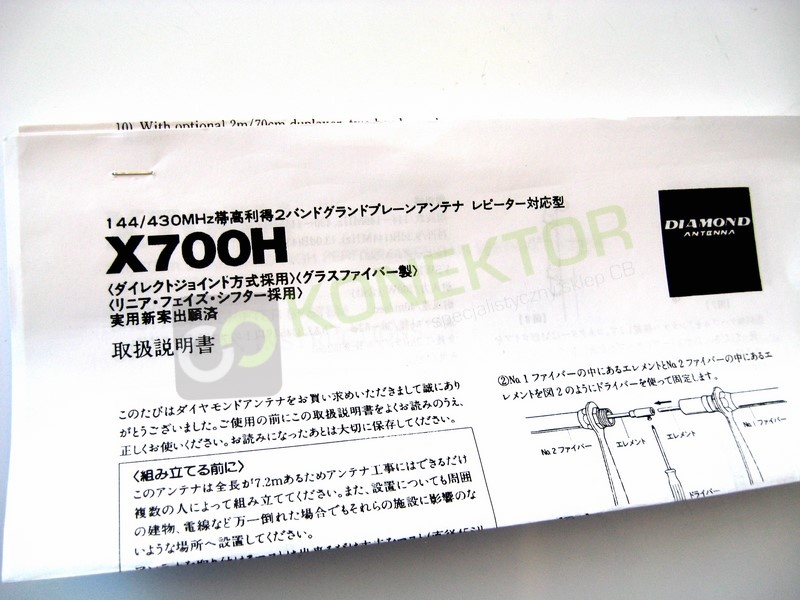 10) With optional 2m/70cm duplexer, two
144/430MHz帯高利得2バンドグランドプレーンアンテナ レピーター対応型
X700H
〈ダイレクトジョイント方式採用〉〈グラスファイバー製〉
〈リニア・フェイズ・シフター採用〉
実用新案出願済
取扱説明書
DIAMOND
ANTENNA
KONEKTOR
specjalistyczny sklep CB
このたびはダイヤモンドアンテナをお買い求めいただきまして誠にあり
がとうございました。ご使用の前にこの取扱説明書をよくお読みのうえ、
正しくお使いください。お読みになったあとは大切に保存してください。
〈組み立てる前に〉
このアンテナは全長が7.2mあるためアンテナ工事にはできるだけ
複数の人によって組み立ててください。また、設置についても周囲
の建物、電線など万一倒れた場合でもそれらの施設に影響のな
いような場所へ設置してください。
②No.1ファイバーの中にあるエレメントとNo.2ファイバーの中にあるエ
レメントを図2のようにドライバーを使って固定します。
No.2ファイバー
エレメント
エレメント
No.1ファイバー
ドライバー